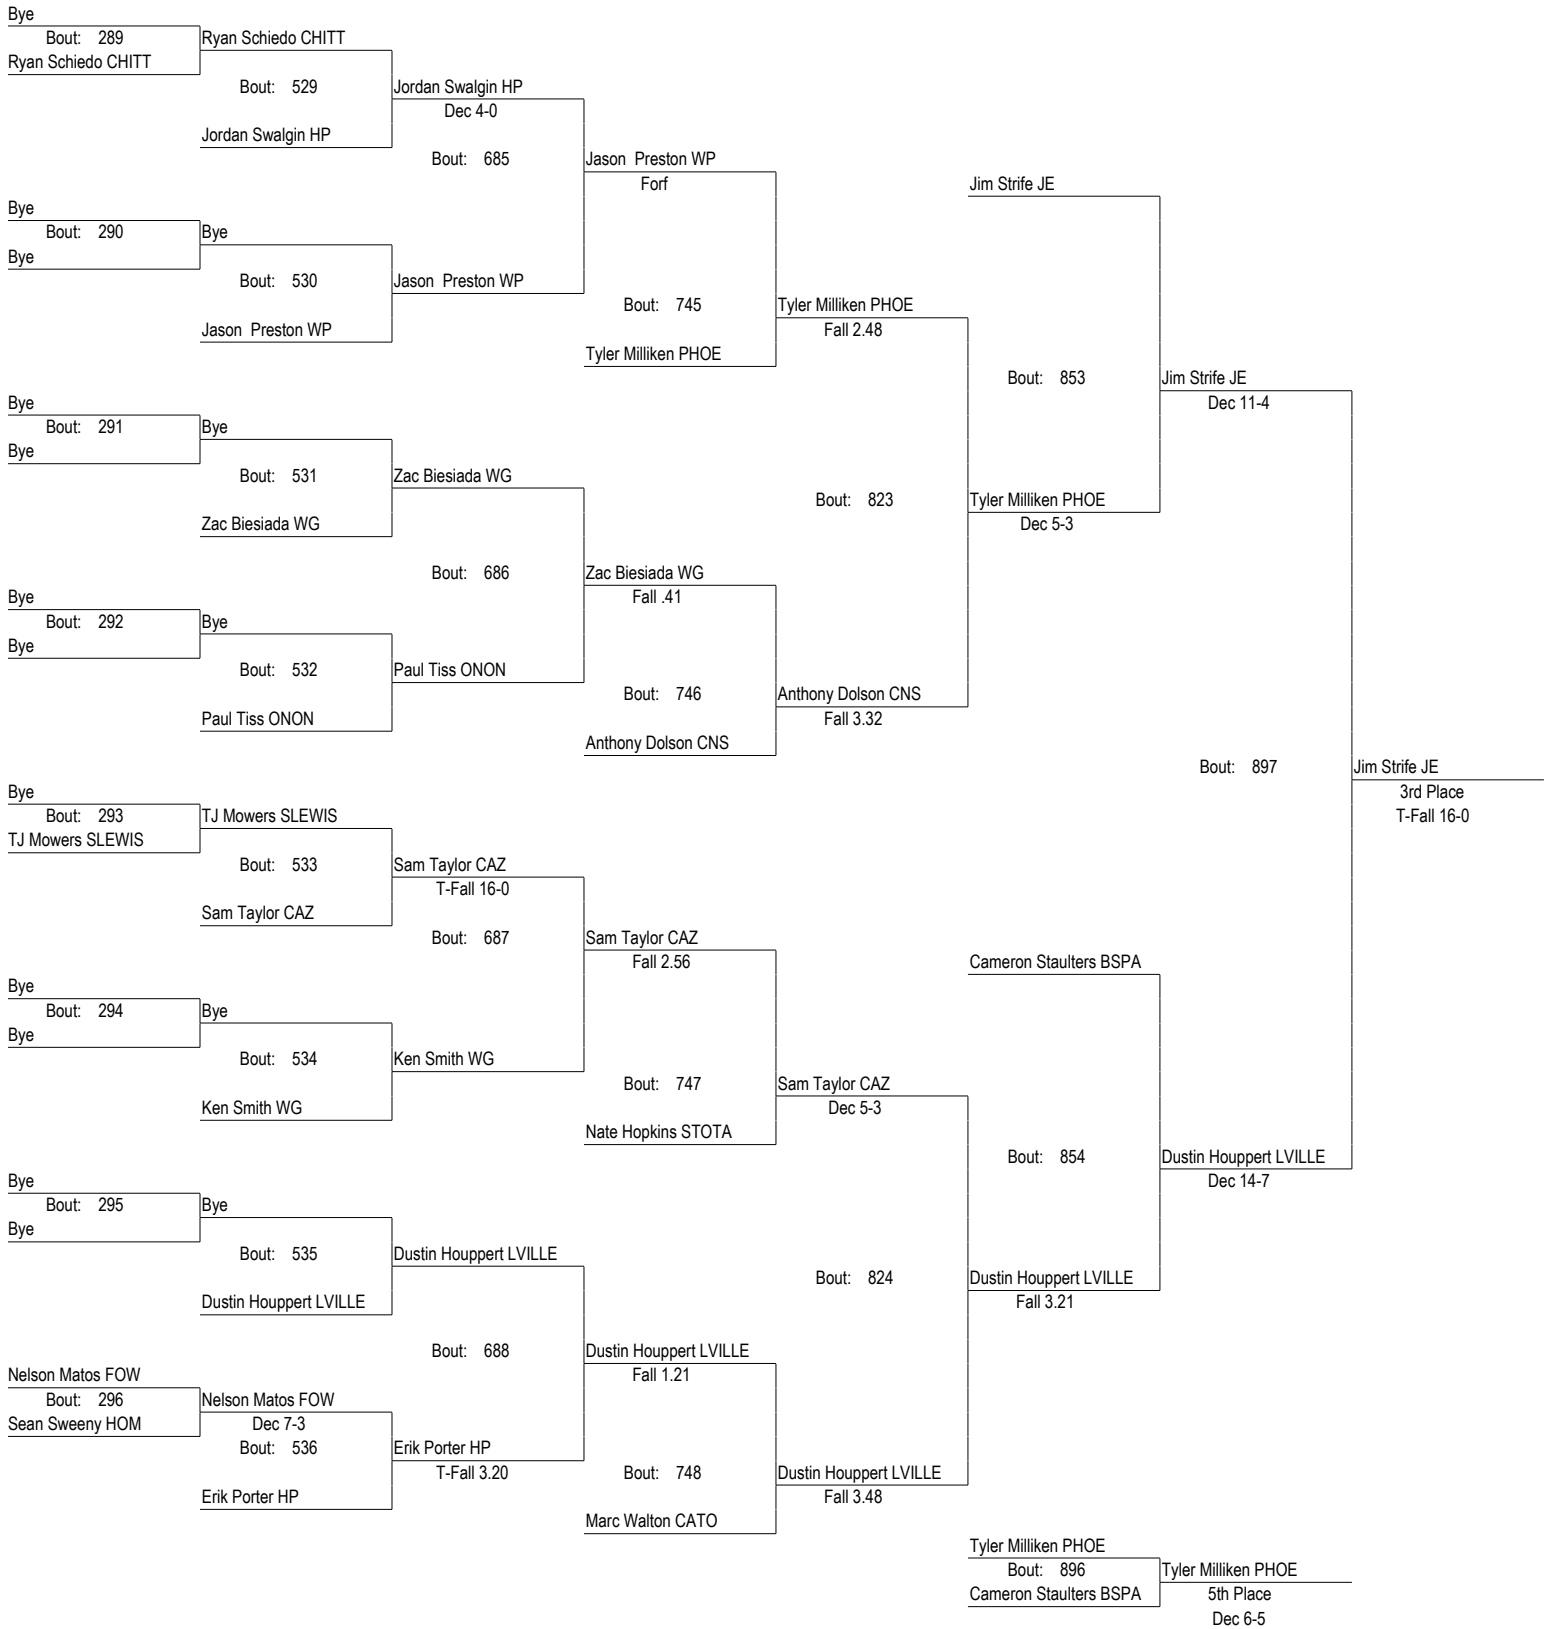 Bye
Bout: 289
Ryan Schiedo CHITT
Ryan Schiedo CHITT
Bout: 529
Jordan Swalgin HP
Jordan Swalgin HP
Dec 4-0
Bout: 685
Jason  Preston WP
Forf
Jim Strife JE
Bye
Bout: 290
Bye
Bye
Bout: 530
Jason  Preston WP
Jason  Preston WP
Bout: 745
Tyler Milliken PHOE
Tyler Milliken PHOE
Fall 2.48
Bout: 853
Jim Strife JE
Dec 11-4
Bye
Bout: 291
Bye
Bye
Bout: 531
Zac Biesiada WG
Zac Biesiada WG
Bout: 823
Tyler Milliken PHOE
Dec 5-3
Bout: 686
Zac Biesiada WG
Fall .41
Bye
Bout: 292
Bye
Bye
Bout: 532
Paul Tiss ONON
Paul Tiss ONON
Bout: 746
Anthony Dolson CNS
Anthony Dolson CNS
Fall 3.32
Bout: 897
Jim Strife JE
3rd Place
T-Fall 16-0
Bye
Bout: 293
TJ Mowers SLEWIS
TJ Mowers SLEWIS
Bout: 533
Sam Taylor CAZ
Sam Taylor CAZ
T-Fall 16-0
Bout: 687
Sam Taylor CAZ
Fall 2.56
Cameron Staulters BSPA
Bye
Bout: 294
Bye
Bye
Bout: 534
Ken Smith WG
Ken Smith WG
Bout: 747
Nate Hopkins STOTA
Sam Taylor CAZ
Dec 5-3
Bout: 854
Dustin Houppert LVILLE
Dec 14-7
Bye
Bout: 295
Bye
Bye
Bout: 535
Dustin Houppert LVILLE
Dustin Houppert LVILLE
Bout: 824
Dustin Houppert LVILLE
Fall 3.21
Bout: 688
Dustin Houppert LVILLE
Fall 1.21
Nelson Matos FOW
Bout: 296
Sean Sweeny HOM
Nelson Matos FOW
Dec 7-3
Bout: 536
Erik Porter HP
Erik Porter HP
T-Fall 3.20
Bout: 748
Marc Walton CATO
Dustin Houppert LVILLE
Fall 3.48
Tyler Milliken PHOE
Bout: 896
Cameron Staulters BSPA
Tyler Milliken PHOE
5th Place
Dec 6-5